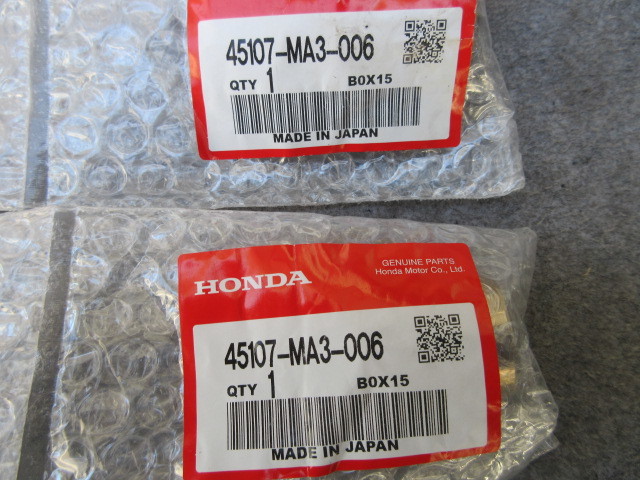 45107-MA3-006
QTY 1 B0X15
MADE IN JAPAN
HONDA
GENUINE PARTS
Honda Motor Co., Ltd.
45107-MA3-006
QTY 1 B0X15
MADE IN JAPAN